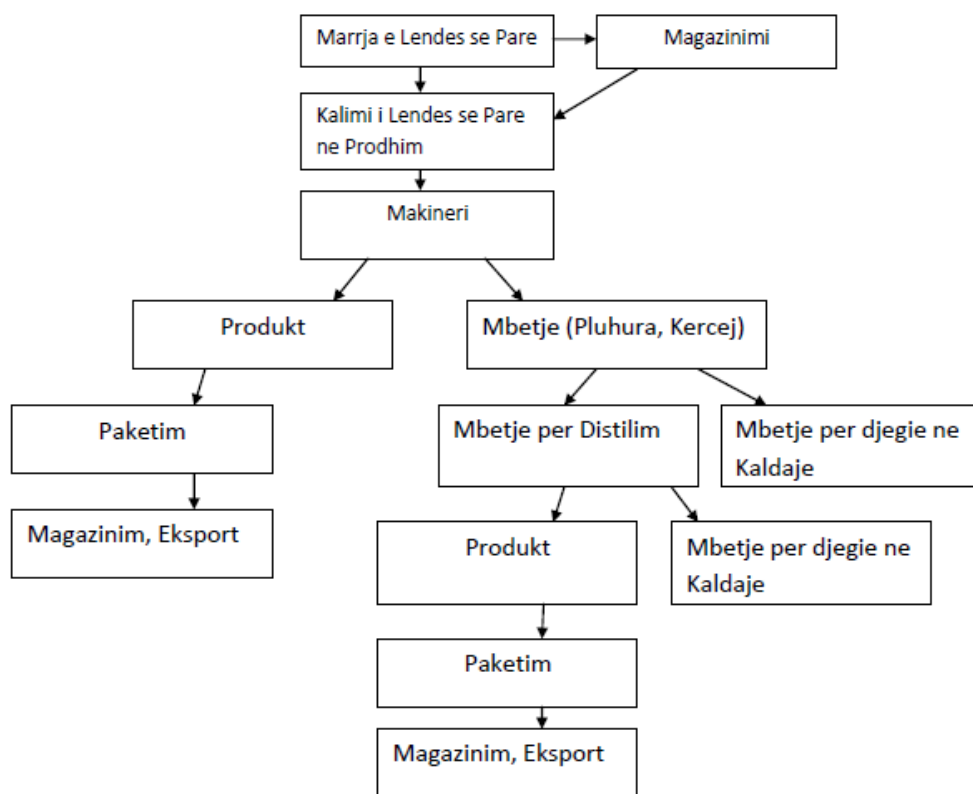 Marrja e Lendes se Pare
Magazinimi
Kalimi i Lendes se Pare
ne Prodhim
Makineri
Produkt
Mbetje (Pluhura, Kercej)
Paketim
Mbetje per Distilim
Mbetje per djegie ne
Kaldaje
Magazinim, Eksport
Produkt
Mbetje per djegie ne
Kaldaje
Paketim
Magazinim, Eksport